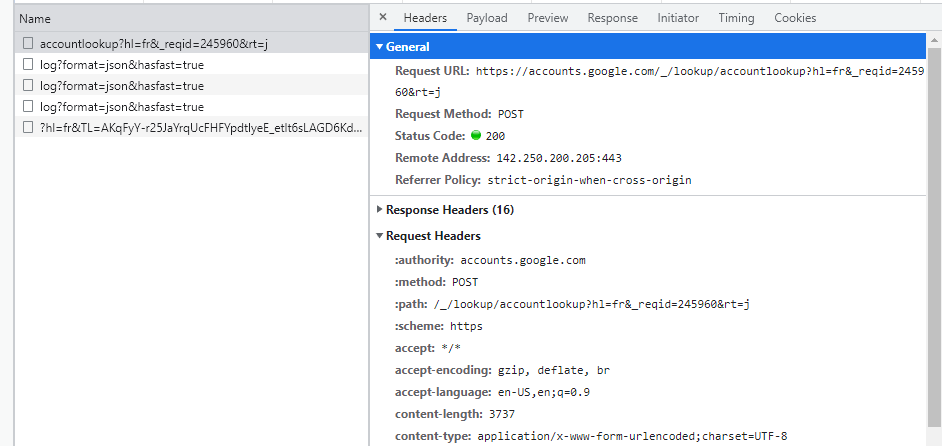 Name
accountlookup?hl=fr&_reqid=245960&rt=j
log?format=json&hasfast=true
log?format=json&hasfast=true
log?format=json&hasfast=true
?hl=fr&TL=AKqFyY-r25JaYrqUcFHFYpdtlyeE_etlt6sLAGD6Kd...
× Headers Payload Preview Response Initiator Timing Cookies
General
Request URL: https://accounts.google.com/_/lookup/accountlookup?hl=fr&_reqid=2459
60&rt=j
Request Method: POST
Status Code: 200
Remote Address: 142.250.200.205:443
Referrer Policy: strict-origin-when-cross-origin
Response Headers (16)
Request Headers
:authority: accounts.google.com
:method: POST
:path: /_/lookup/accountlookup?hl=fr&_reqid=245960&rt=j
:scheme: https
accept: */*
accept-encoding: gzip, deflate, br
accept-language: en-US,en;q=0.9
content-length: 3737
content-type: application/x-www-form-urlencoded;charset=UTF-8